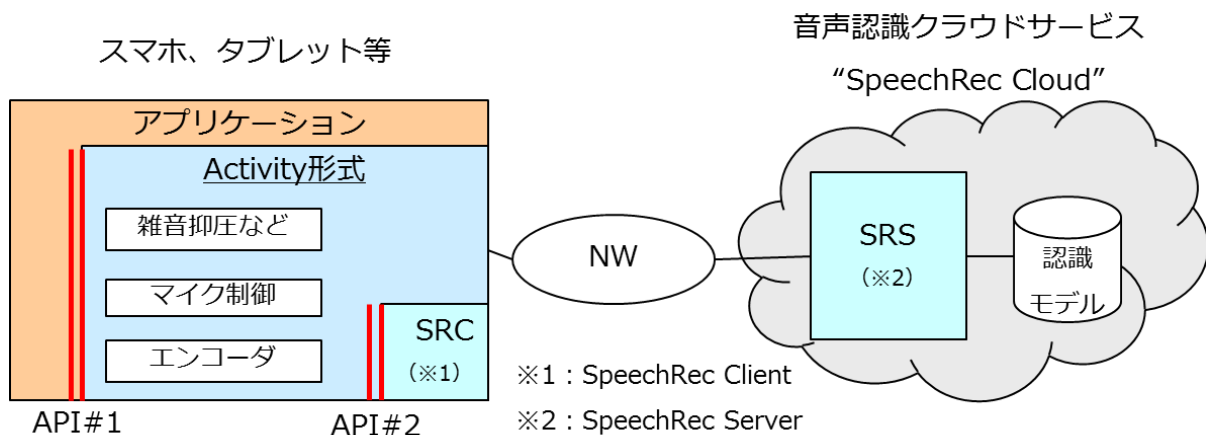 スマホ、タブレット等
音声認識クラウドサービス
“SpeechRec Cloud”
アプリケーション
Activity形式
雑音抑圧など
マイク制御
エンコーダ
SRC
（※1）
API#1
API#2
NW
SRS
（※2）
認識
モデル
※1：SpeechRec Client
※2：SpeechRec Server